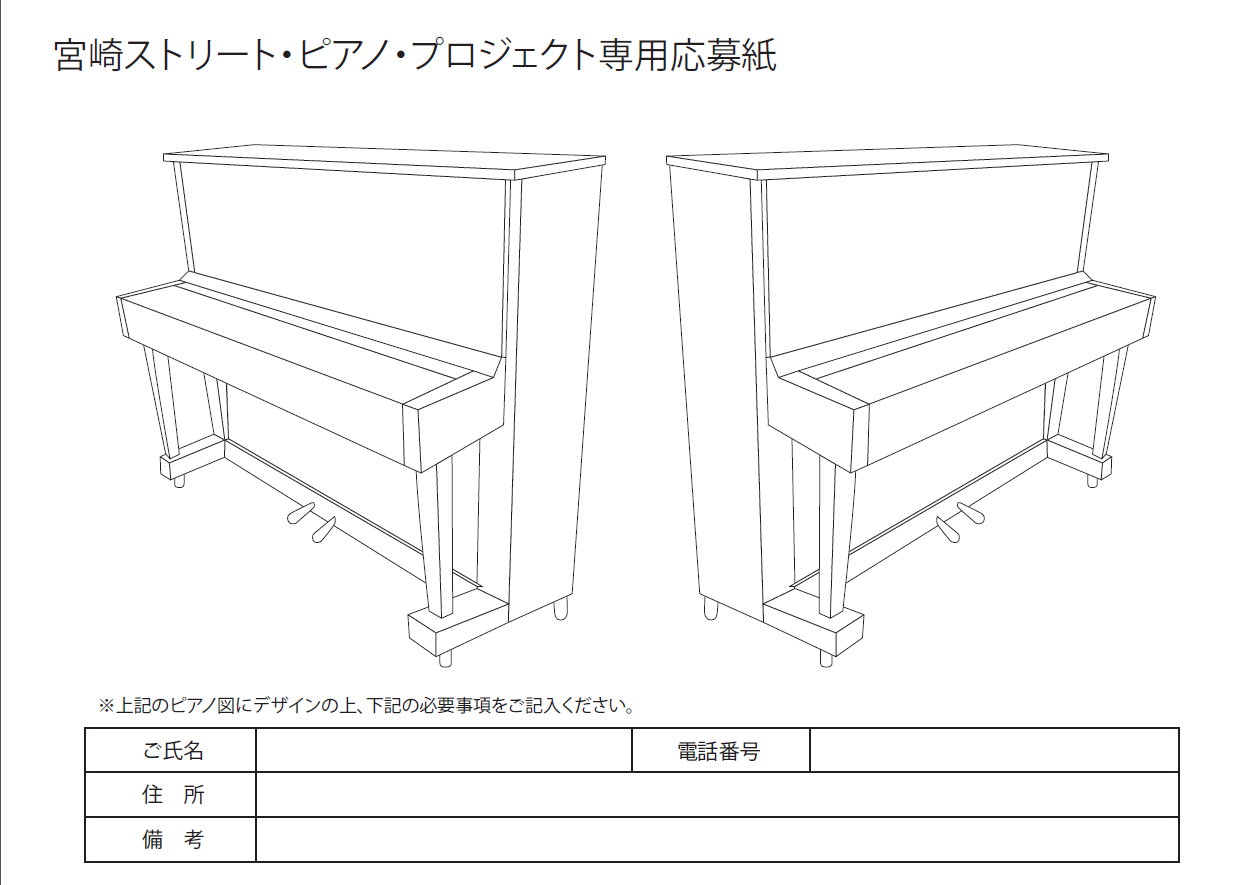 宮崎ストリート・ピアノ・プロジェクト専用応募紙
※上記のピアノ図にデザインの上、下記の必要事項をご記入ください。
ご氏名
電話番号
住　所
備　考